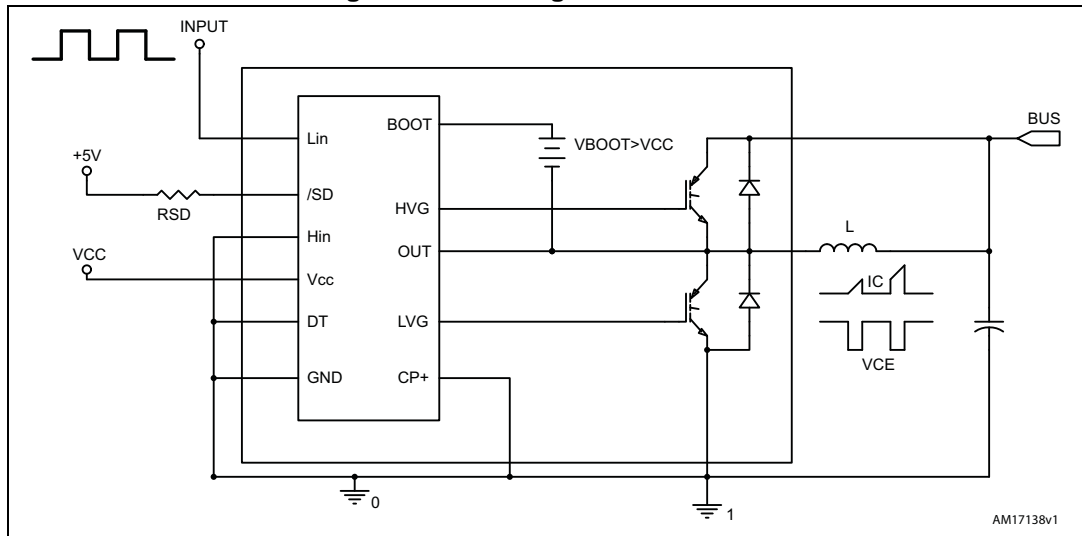 INPUT
BUS
+5V
RSD
VCC
Lin
/SD
Hin
Vcc
DT
GND
BOOT
HVG
OUT
LVG
CP+
VBOOT>VCC
L
IC
VCE
0
1
AM17138v1